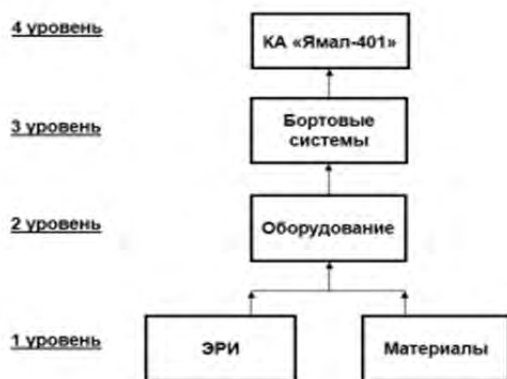 4 уровень
КА «Ямал-401»
3 уровень
Бортовые
системы
2 уровень
Оборудование
1 уровень
ЭРИ
Материалы